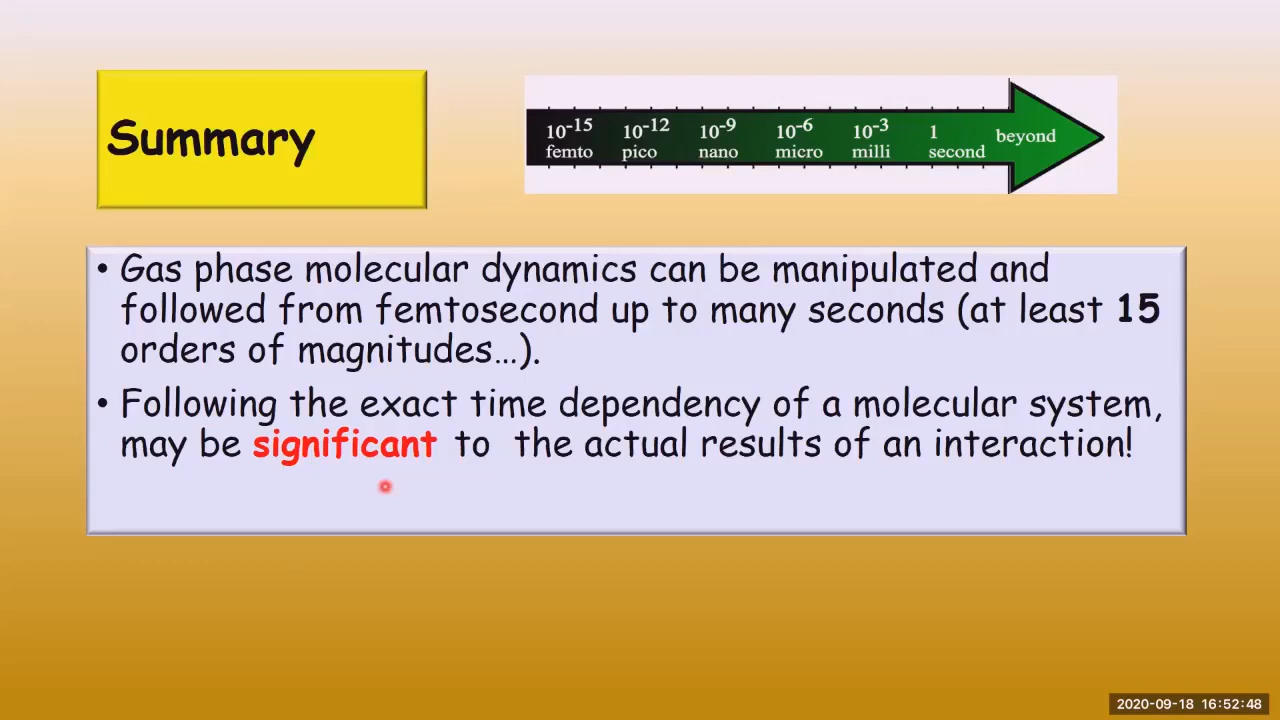 Summary
10-15 10-12 10-9 10-6 10-3 1 beyond
femto pico nano micro milli second
• Gas phase molecular dynamics can be manipulated and
followed from femtosecond up to many seconds (at least 15
orders of magnitudes…).
• Following the exact time dependency of a molecular system,
may be significant to the actual results of an interaction!
2020-09-18 16:52:48